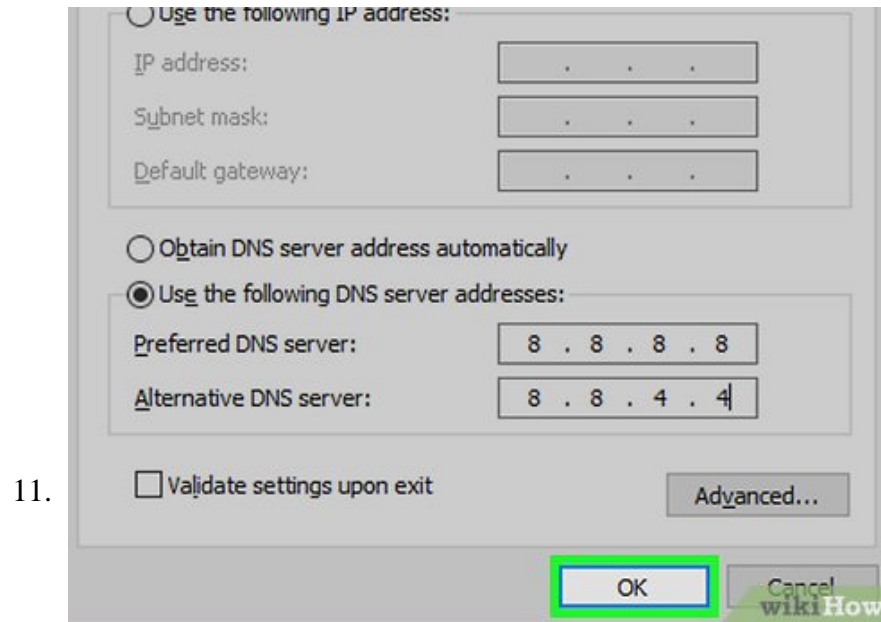 Use the following IP address:
IP address: . . .
Subnet mask: . . .
Default gateway: . . .
Obtain DNS server address automatically
Use the following DNS server addresses:
Preferred DNS server: 8 . 8 . 8 . 8
Alternative DNS server: 8 . 8 . 4 . 4
11.
Validate settings upon exit
Advanced...
OK
Cancel
wikiHow